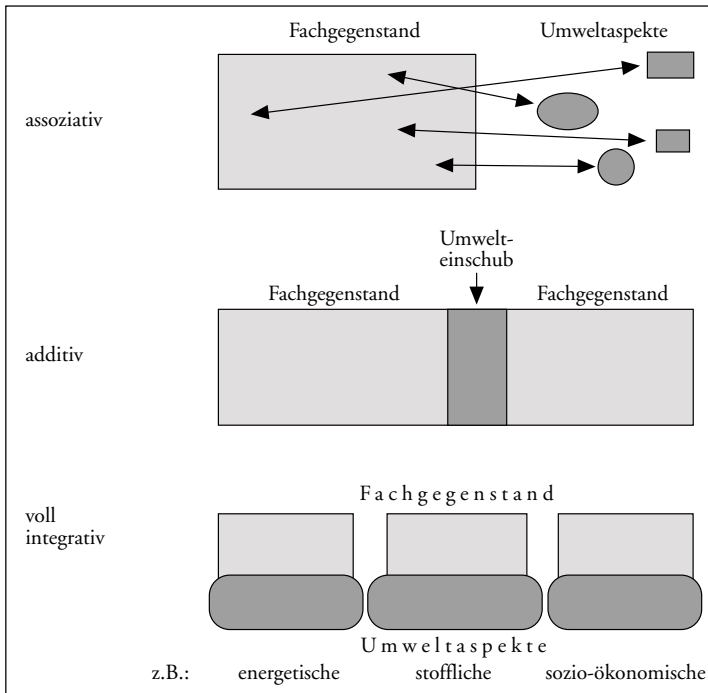 Fachgegenstand Umweltaspekte
assoziativ
Umwelt-
einschub
Fachgegenstand Fachgegenstand
additiv
Fachgegenstand
voll
integrativ
Umweltaspekte
z.B.: energetische stoffliche sozio-ökonomische